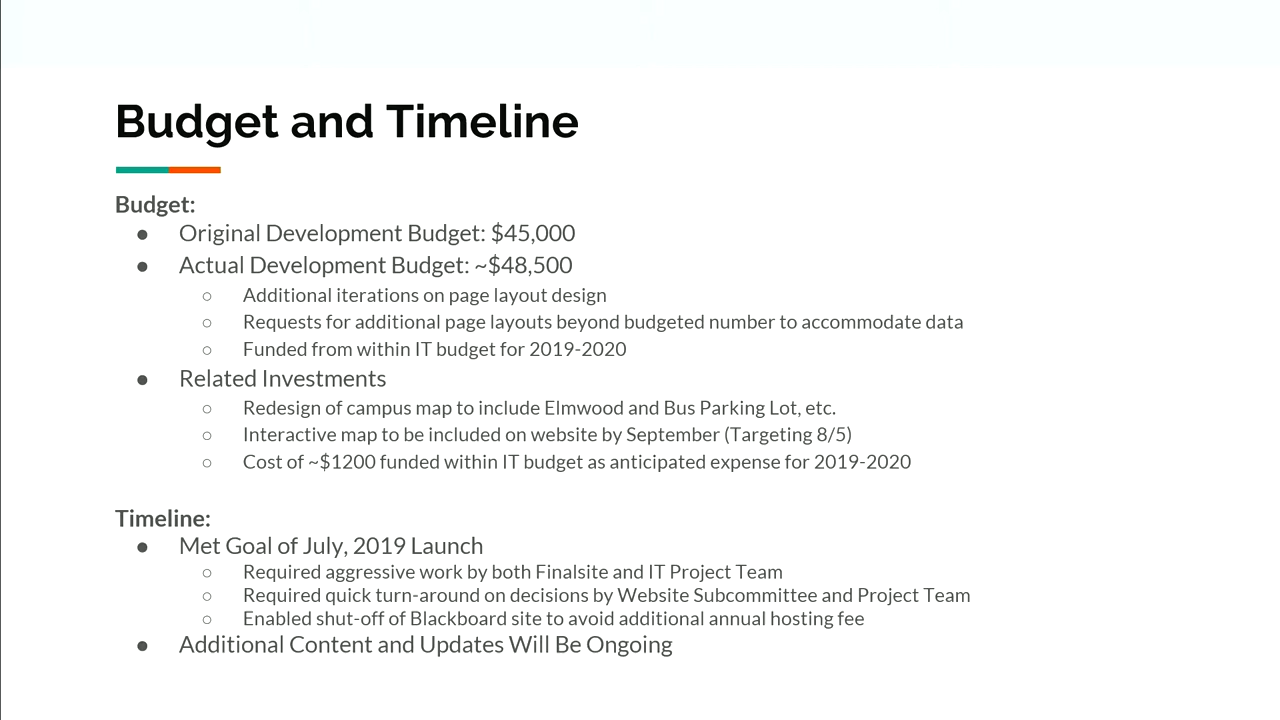 Budget and Timeline
Budget:
● Original Development Budget: $45,000
● Actual Development Budget: ~$48,500
○ Additional iterations on page layout design
○ Requests for additional page layouts beyond budgeted number to accommodate data
○ Funded from within IT budget for 2019-2020
● Related Investments
○ Redesign of campus map to include Elmwood and Bus Parking Lot, etc.
○ Interactive map to be included on website by September (Targeting 8/5)
○ Cost of ~$1200 funded within IT budget as anticipated expense for 2019-2020
Timeline:
● Met Goal of July, 2019 Launch
○ Required aggressive work by both Finalsite and IT Project Team
○ Required quick turn-around on decisions by Website Subcommittee and Project Team
○ Enabled shut-off of Blackboard site to avoid additional annual hosting fee
● Additional Content and Updates Will Be Ongoing